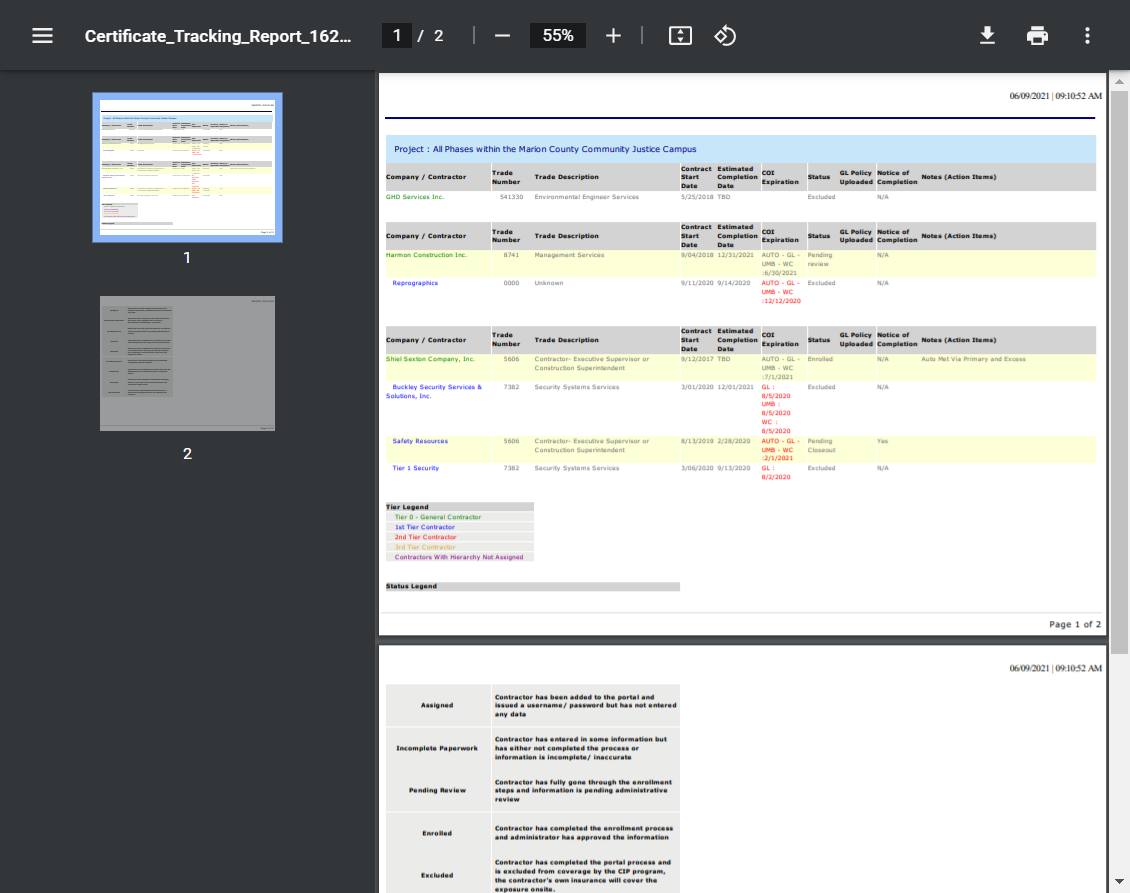 Certificate_Tracking_Report_162... 1 / 2 55%
06/09/2021 | 09:10:52 AM
Project : All Phases within the Marion County Community Justice Campus
Company / Contractor Trade Number Trade Description Contract Start Date Estimated Completion Date COI Expiration Status GL Policy Uploaded Notice of Completion Notes (Action Items)
GHD Services Inc. 541330 Environmental Engineer Services 5/25/2018 TBD Excluded N/A
Company / Contractor Trade Number Trade Description Contract Start Date Estimated Completion Date COI Expiration Status GL Policy Uploaded Notice of Completion Notes (Action Items)
Harmon Construction Inc. 8741 Management Services 9/04/2018 12/31/2021 AUTO - GL - UMB - WC :6/30/2021 Pending review N/A
Reprographics 0000 Unknown 9/11/2020 9/14/2020 AUTO - GL - UMB - WC :12/12/2020 Excluded N/A
Company / Contractor Trade Number Trade Description Contract Start Date Estimated Completion Date COI Expiration Status GL Policy Uploaded Notice of Completion Notes (Action Items)
Shiel Sexton Company, Inc. 5606 Contractor- Executive Supervisor or Construction Superintendent 9/12/2017 TBD AUTO - GL - UMB - WC :7/1/2021 Enrolled N/A Auto Met Via Primary and Excess
Buckley Security Services & Solutions, Inc. 7382 Security Systems Services 3/01/2020 12/01/2021 GL : 8/5/2020 UMB : 8/5/2020 WC : 8/5/2020 Excluded N/A
Safety Resources 5606 Contractor- Executive Supervisor or Construction Superintendent 8/13/2019 2/28/2020 AUTO - GL - UMB - WC :2/1/2021 Pending Closeout Yes
Tier 1 Security 7382 Security Systems Services 3/06/2020 9/13/2020 GL : 8/2/2020 Excluded N/A
Tier Legend
Tier 0 - General Contractor
1st Tier Contractor
2nd Tier Contractor
3rd Tier Contractor
Contractors With Hierarchy Not Assigned
Status Legend
Page 1 of 2
1
2
06/09/2021 | 09:10:52 AM
Assigned Contractor has been added to the portal and issued a username/ password but has not entered any data
Incomplete Paperwork Contractor has entered in some information but has either not completed the process or information is incomplete/ inaccurate
Pending Review Contractor has fully gone through the enrollment steps and information is pending administrative review
Enrolled Contractor has completed the enrollment process and administrator has approved the information
Excluded Contractor has completed the portal process and is excluded from coverage by the CIP program, the contractor's own insurance will cover the exposure onsite.